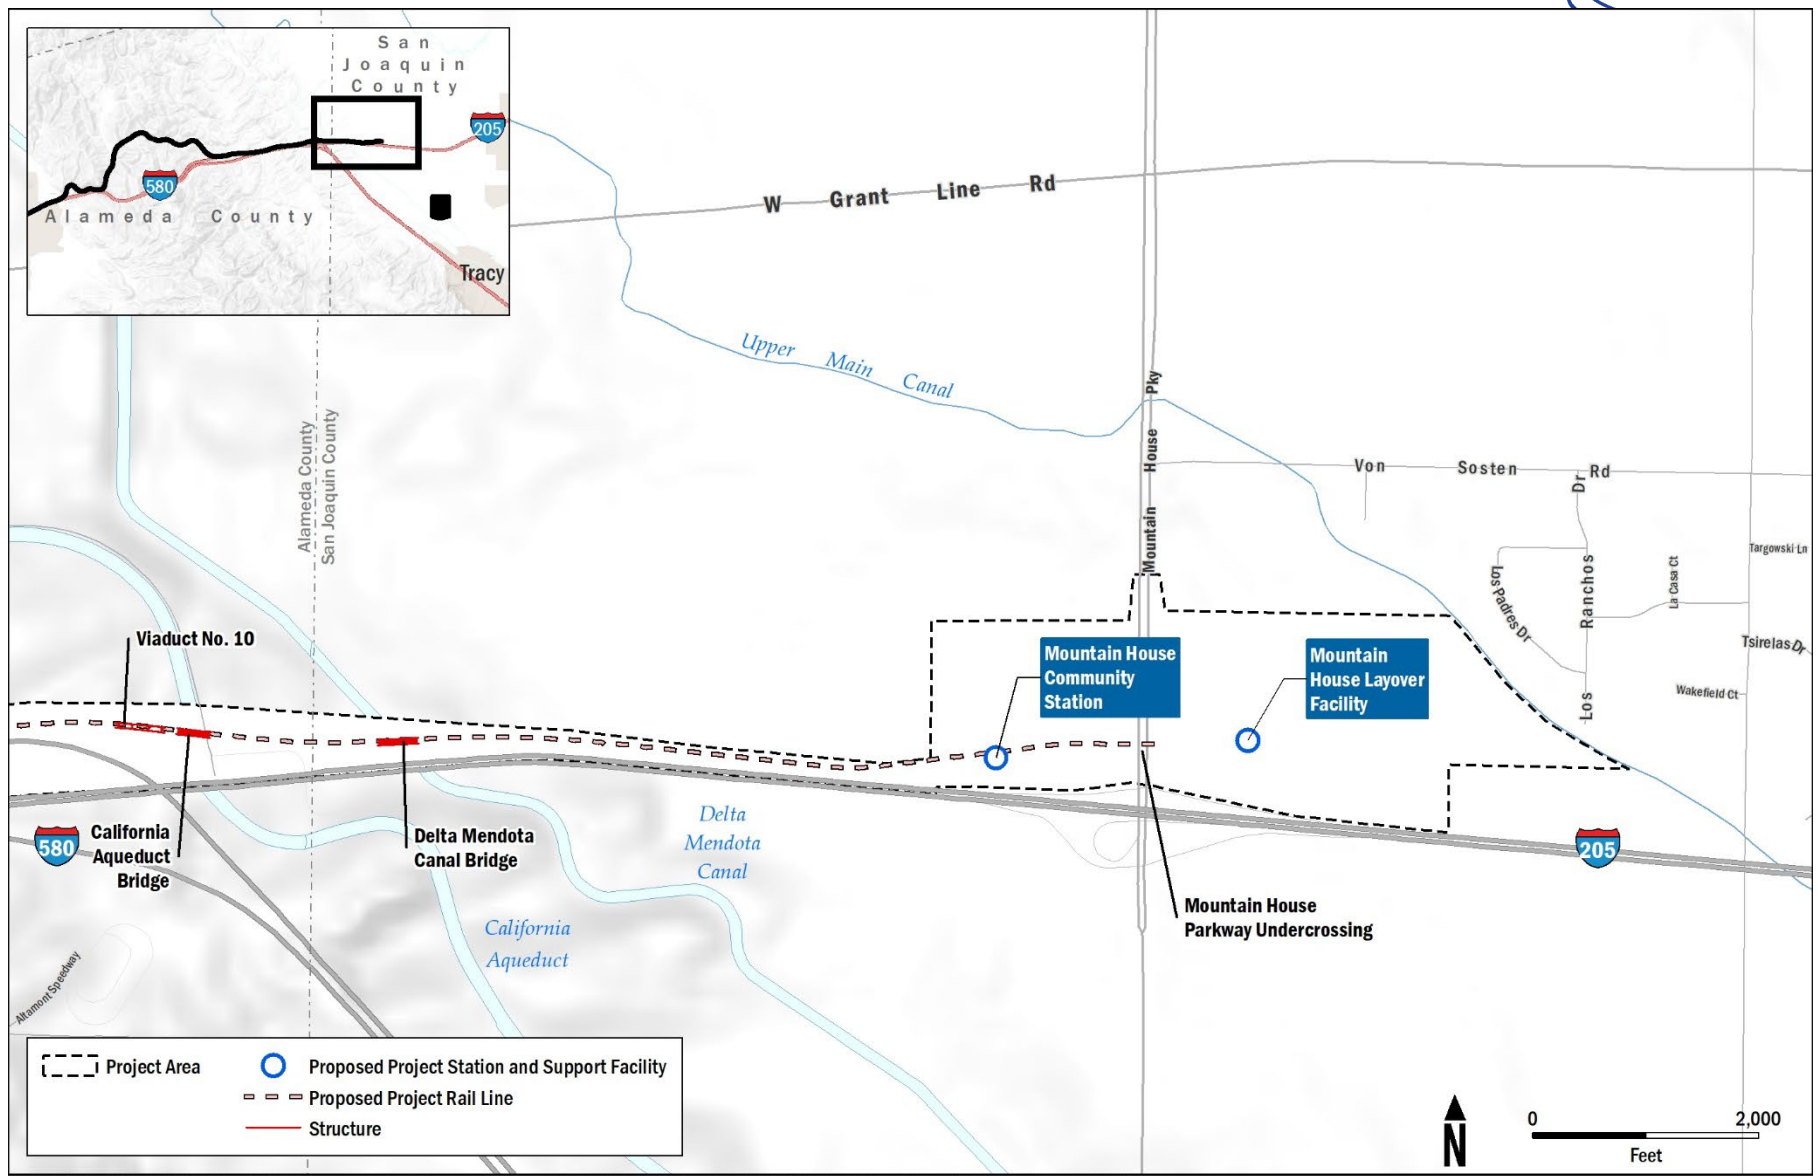 San
Joaquin
County
205
580
Alameda County
Tracy
W Grant Line Rd
Upper Main Canal
Mountain House Pky
Von Sosten Rd
Alameda County
San Joaquin County
Los Ranchos Dr
Los Padres Dr
La Casa Ct
Targowski Ln
Tsirelas Dr
Wakefield Ct
Viaduct No. 10
Mountain House
Community
Station
Mountain
House Layover
Facility
580
California
Aqueduct
Bridge
Delta Mendota
Canal Bridge
Delta
Mendota
Canal
205
Mountain House
Parkway Undercrossing
California
Aqueduct
Altamont Speedway
Project Area
Proposed Project Station and Support Facility
Proposed Project Rail Line
Structure
N
0 2,000
Feet